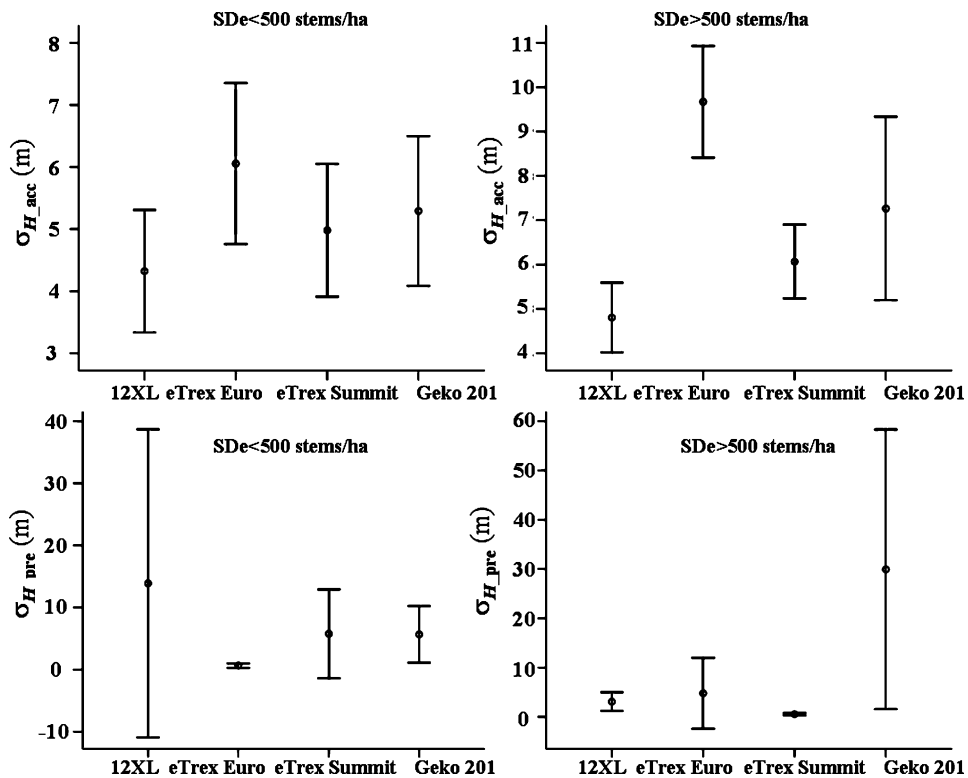 SDe<500 stems/ha
σH_acc (m)
8
7
6
5
4
3
12XL eTrex Euro eTrex Summit Geko 201
SDe>500 stems/ha
σH_acc (m)
11
10
9
8
7
6
5
4
12XL eTrex Euro eTrex Summit Geko 201
SDe<500 stems/ha
σH pre (m)
40
30
20
10
0
-10
12XL eTrex Euro eTrex Summit Geko 201
SDe>500 stems/ha
σH_pre (m)
60
50
40
30
20
10
0
12XL eTrex Euro eTrex Summit Geko 201